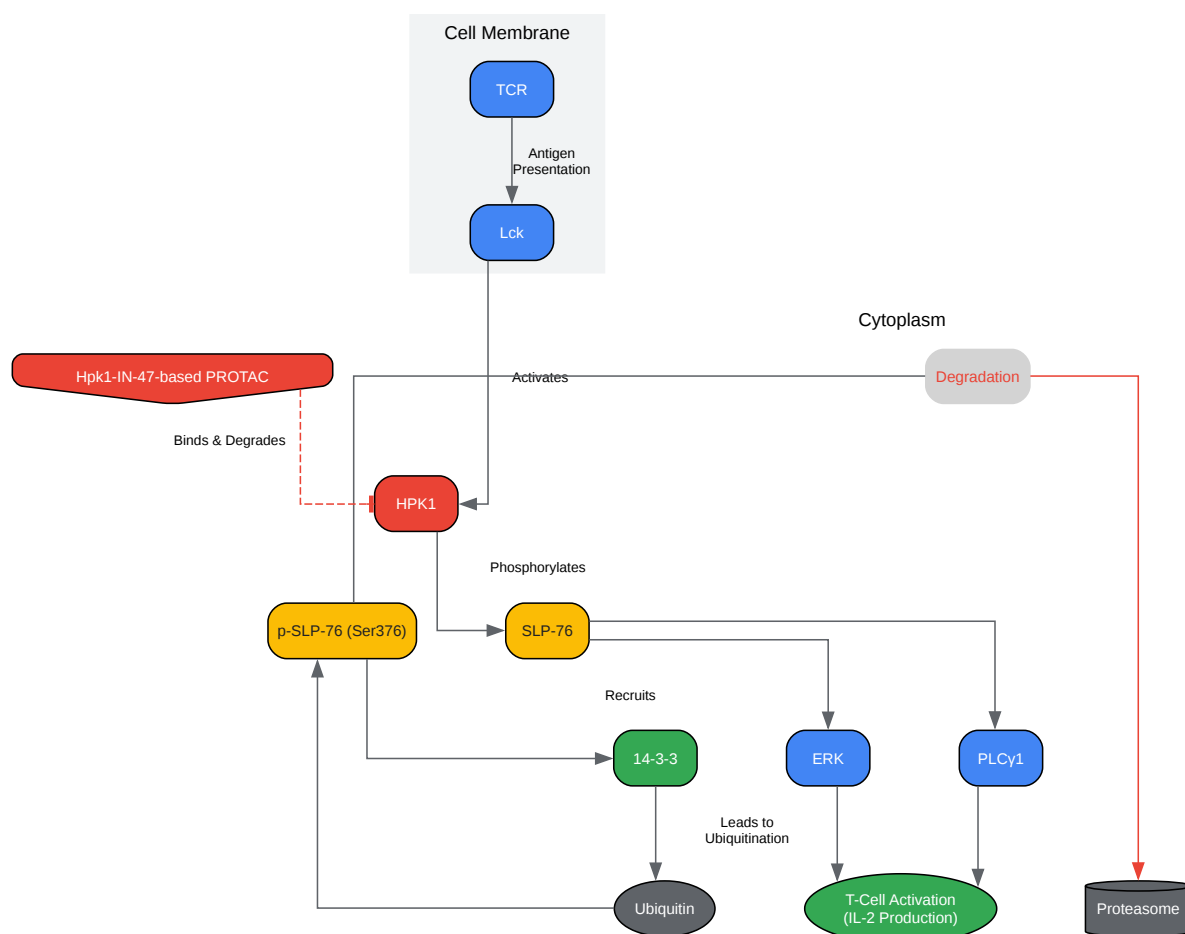 Cell Membrane
TCR
Antigen
Presentation
Lck
Cytoplasm
Hpk1-IN-47-based PROTAC
Activates
Degradation
Binds & Degrades
HPK1
Phosphorylates
p-SLP-76 (Ser376)
SLP-76
Recruits
14-3-3
ERK
PLCγ1
Leads to
Ubiquitination
Ubiquitin
T-Cell Activation
(IL-2 Production)
Proteasome